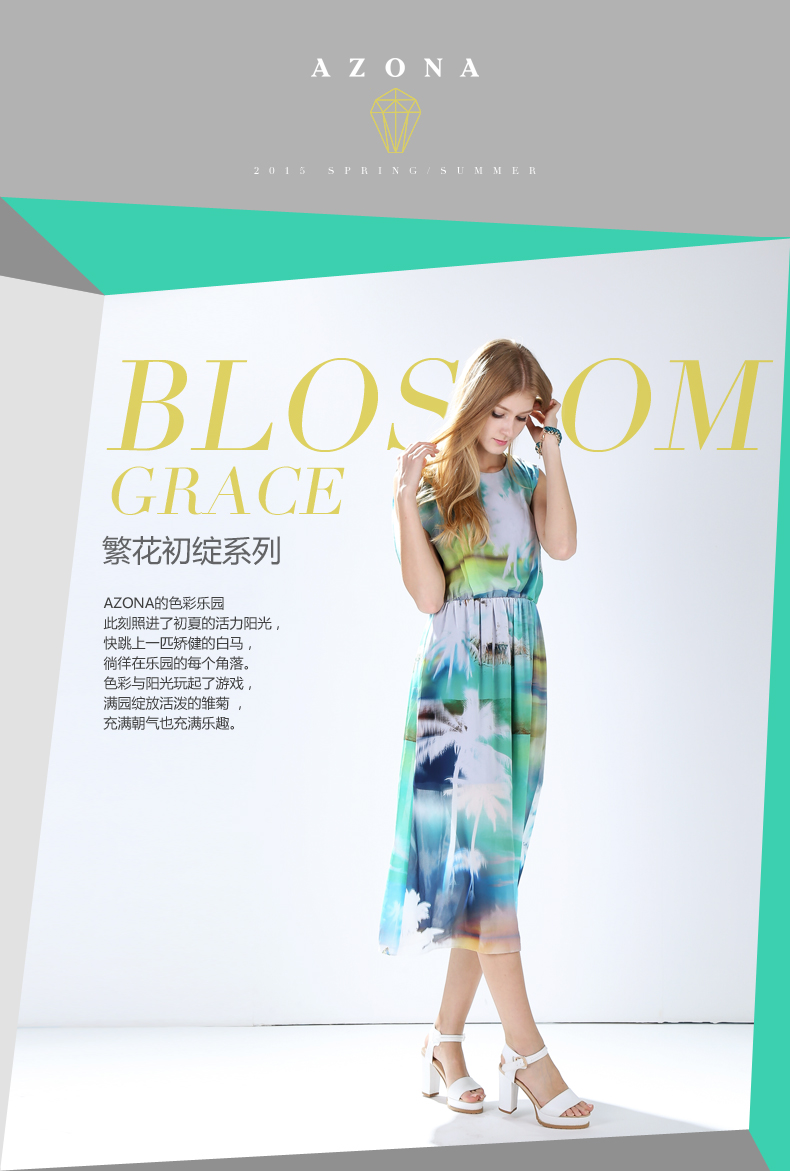 AZONA
2015 SPRING/SUMMER
BLOSSOM
GRACE
繁花初绽系列
AZONA的色彩乐园
此刻照进了初夏的活力阳光，
快跳上一匹矫健的白马，
徜徉在乐园的每个角落。
色彩与阳光玩起了游戏，
满园绽放活泼的雏菊 ，
充满朝气也充满乐趣。